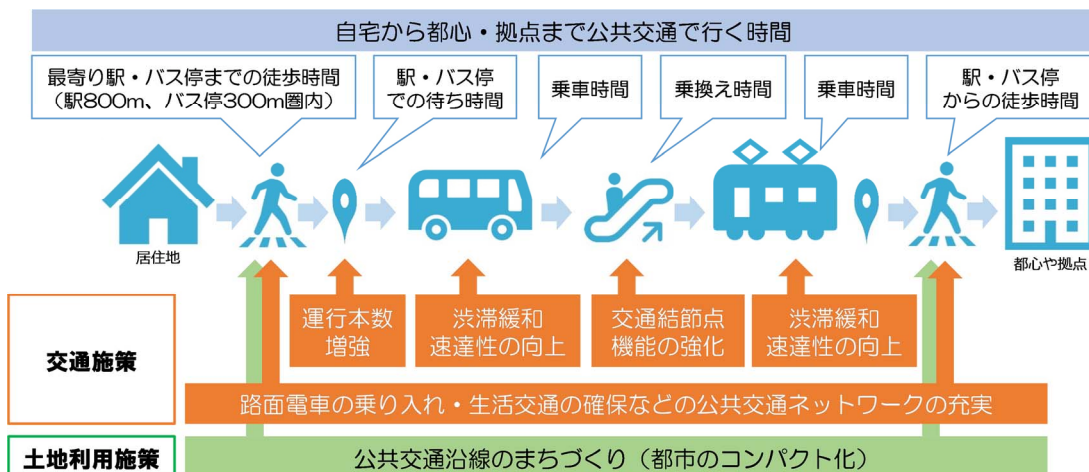 自宅から都心・拠点まで公共交通で行く時間
最寄り駅・バス停までの徒歩時間
（駅800m、バス停300m圏内）
駅・バス停
での待ち時間
乗車時間
乗換え時間
乗車時間
駅・バス停
からの徒歩時間
居住地
都心や拠点
交通施策
運行本数
増強
渋滞緩和
速達性の向上
交通結節点
機能の強化
渋滞緩和
速達性の向上
路面電車の乗り入れ・生活交通の確保などの公共交通ネットワークの充実
土地利用施策
公共交通沿線のまちづくり（都市のコンパクト化）